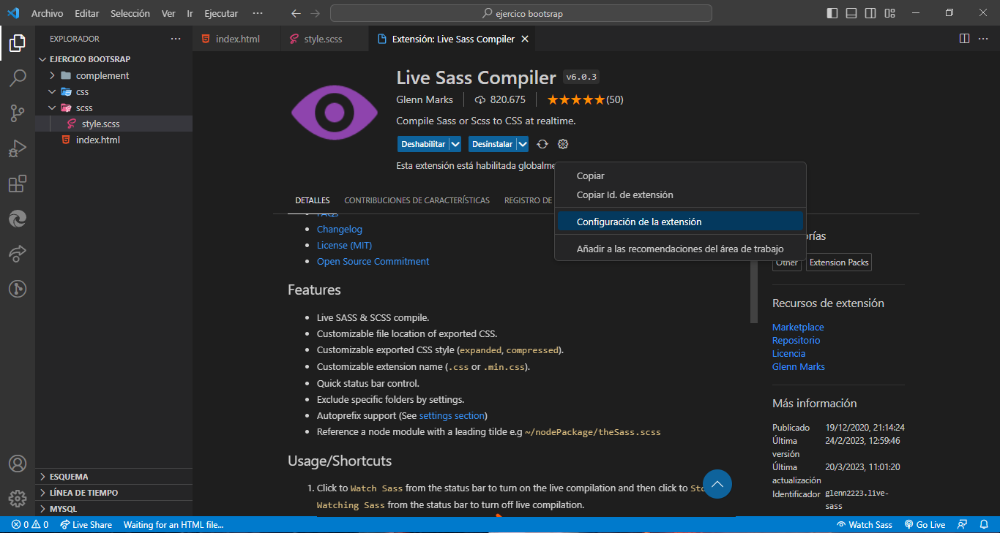 Archivo Editar Selección Ver Ir Ejecutar ···
ejercico bootsrap
EXPLORADOR
EJERCICO BOOTSRAP
complement
css
scss
style.scss
index.html
ESQUEMA
LÍNEA DE TIEMPO
MYSQL
index.html style.scss Extensión: Live Sass Compiler
Live Sass Compiler v6.0.3
Glenn Marks 820.675 (50)
Compile Sass or Scss to CSS at realtime.
Deshabilitar Desinstalar
Esta extensión está habilitada globalme
Copiar
Copiar Id. de extensión
Configuración de la extensión
Añadir a las recomendaciones del área de trabajo
DETALLES CONTRIBUCIONES DE CARACTERÍSTICAS REGISTRO DE
FAQs
Changelog
License (MIT)
Open Source Commitment
Features
Live SASS & SCSS compile.
Customizable file location of exported CSS.
Customizable exported CSS style (expanded, compressed).
Customizable extension name (.css or .min.css).
Quick status bar control.
Exclude specific folders by settings.
Autoprefix support (See settings section)
Reference a node module with a leading tilde e.g ~/nodePackage/theSass.scss
Usage/Shortcuts
1. Click to Watch Sass from the status bar to turn on the live compilation and then click to Sto
Watching Sass from the status bar to turn off live compilation.
rías
Other Extension Packs
Recursos de extensión
Marketplace
Repositorio
Licencia
Glenn Marks
Más información
Publicado 19/12/2020, 21:14:24
Última 24/2/2023, 12:59:46
versión
Última 20/3/2023, 11:01:20
actualización
Identificador glenn2223.live-
sass
0 0 Live Share Waiting for an HTML file...
Watch Sass Go Live